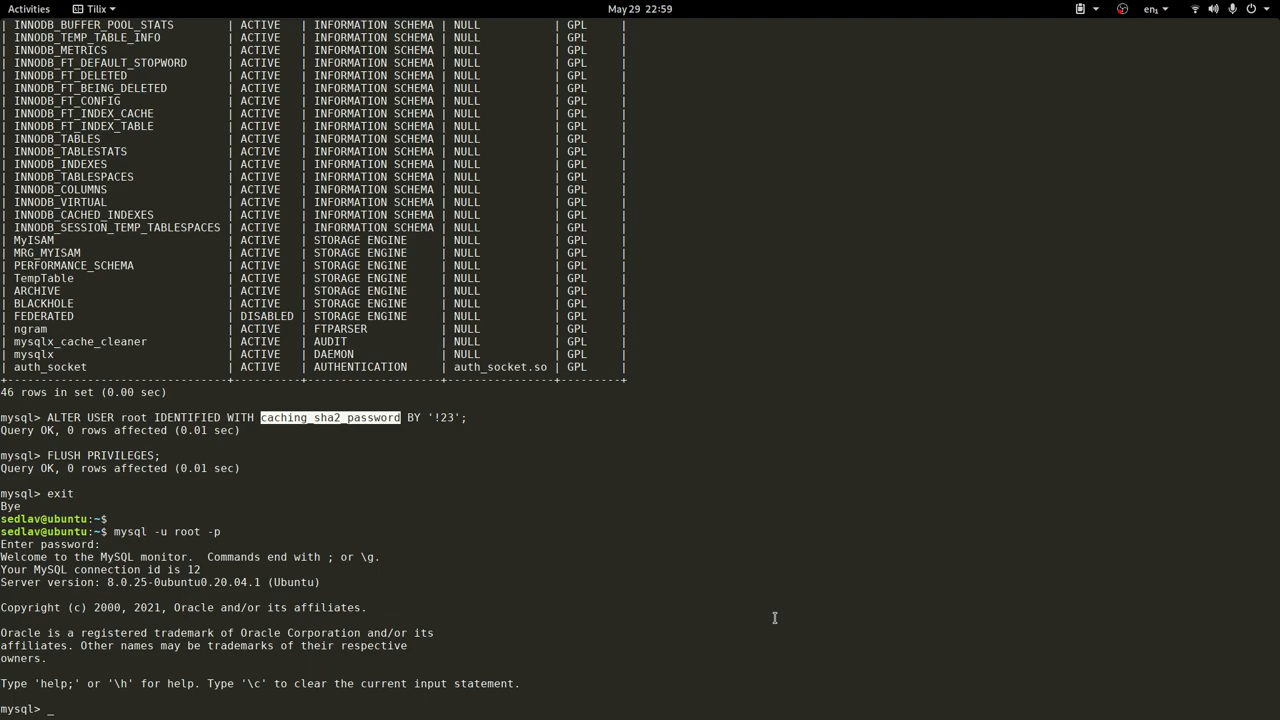 Activities Tilix May 29 22:59 en₁
| INNODB_BUFFER_POOL_STATS | ACTIVE | INFORMATION SCHEMA | NULL | GPL |
| INNODB_TEMP_TABLE_INFO | ACTIVE | INFORMATION SCHEMA | NULL | GPL |
| INNODB_METRICS | ACTIVE | INFORMATION SCHEMA | NULL | GPL |
| INNODB_FT_DEFAULT_STOPWORD | ACTIVE | INFORMATION SCHEMA | NULL | GPL |
| INNODB_FT_DELETED | ACTIVE | INFORMATION SCHEMA | NULL | GPL |
| INNODB_FT_BEING_DELETED | ACTIVE | INFORMATION SCHEMA | NULL | GPL |
| INNODB_FT_CONFIG | ACTIVE | INFORMATION SCHEMA | NULL | GPL |
| INNODB_FT_INDEX_CACHE | ACTIVE | INFORMATION SCHEMA | NULL | GPL |
| INNODB_FT_INDEX_TABLE | ACTIVE | INFORMATION SCHEMA | NULL | GPL |
| INNODB_TABLES | ACTIVE | INFORMATION SCHEMA | NULL | GPL |
| INNODB_TABLESTATS | ACTIVE | INFORMATION SCHEMA | NULL | GPL |
| INNODB_INDEXES | ACTIVE | INFORMATION SCHEMA | NULL | GPL |
| INNODB_TABLESPACES | ACTIVE | INFORMATION SCHEMA | NULL | GPL |
| INNODB_COLUMNS | ACTIVE | INFORMATION SCHEMA | NULL | GPL |
| INNODB_VIRTUAL | ACTIVE | INFORMATION SCHEMA | NULL | GPL |
| INNODB_CACHED_INDEXES | ACTIVE | INFORMATION SCHEMA | NULL | GPL |
| INNODB_SESSION_TEMP_TABLESPACES | ACTIVE | INFORMATION SCHEMA | NULL | GPL |
| MyISAM | ACTIVE | STORAGE ENGINE | NULL | GPL |
| MRG_MYISAM | ACTIVE | STORAGE ENGINE | NULL | GPL |
| PERFORMANCE_SCHEMA | ACTIVE | STORAGE ENGINE | NULL | GPL |
| TempTable | ACTIVE | STORAGE ENGINE | NULL | GPL |
| ARCHIVE | ACTIVE | STORAGE ENGINE | NULL | GPL |
| BLACKHOLE | ACTIVE | STORAGE ENGINE | NULL | GPL |
| FEDERATED | DISABLED | STORAGE ENGINE | NULL | GPL |
| ngram | ACTIVE | FTPARSER | NULL | GPL |
| mysqlx_cache_cleaner | ACTIVE | AUDIT | NULL | GPL |
| mysqlx | ACTIVE | DAEMON | NULL | GPL |
| auth_socket | ACTIVE | AUTHENTICATION | auth_socket.so | GPL |
+---------------------------------+----------+--------------------+----------------+---------+
46 rows in set (0.00 sec)
mysql> ALTER USER root IDENTIFIED WITH caching_sha2_password BY '!23';
Query OK, 0 rows affected (0.01 sec)
mysql> FLUSH PRIVILEGES;
Query OK, 0 rows affected (0.01 sec)
mysql> exit
Bye
sedlav@ubuntu:~$
sedlav@ubuntu:~$ mysql -u root -p
Enter password:
Welcome to the MySQL monitor.  Commands end with ; or \g.
Your MySQL connection id is 12
Server version: 8.0.25-0ubuntu0.20.04.1 (Ubuntu)
Copyright (c) 2000, 2021, Oracle and/or its affiliates.
Oracle is a registered trademark of Oracle Corporation and/or its
affiliates. Other names may be trademarks of their respective
owners.
Type 'help;' or '\h' for help. Type '\c' to clear the current input statement.
mysql> _